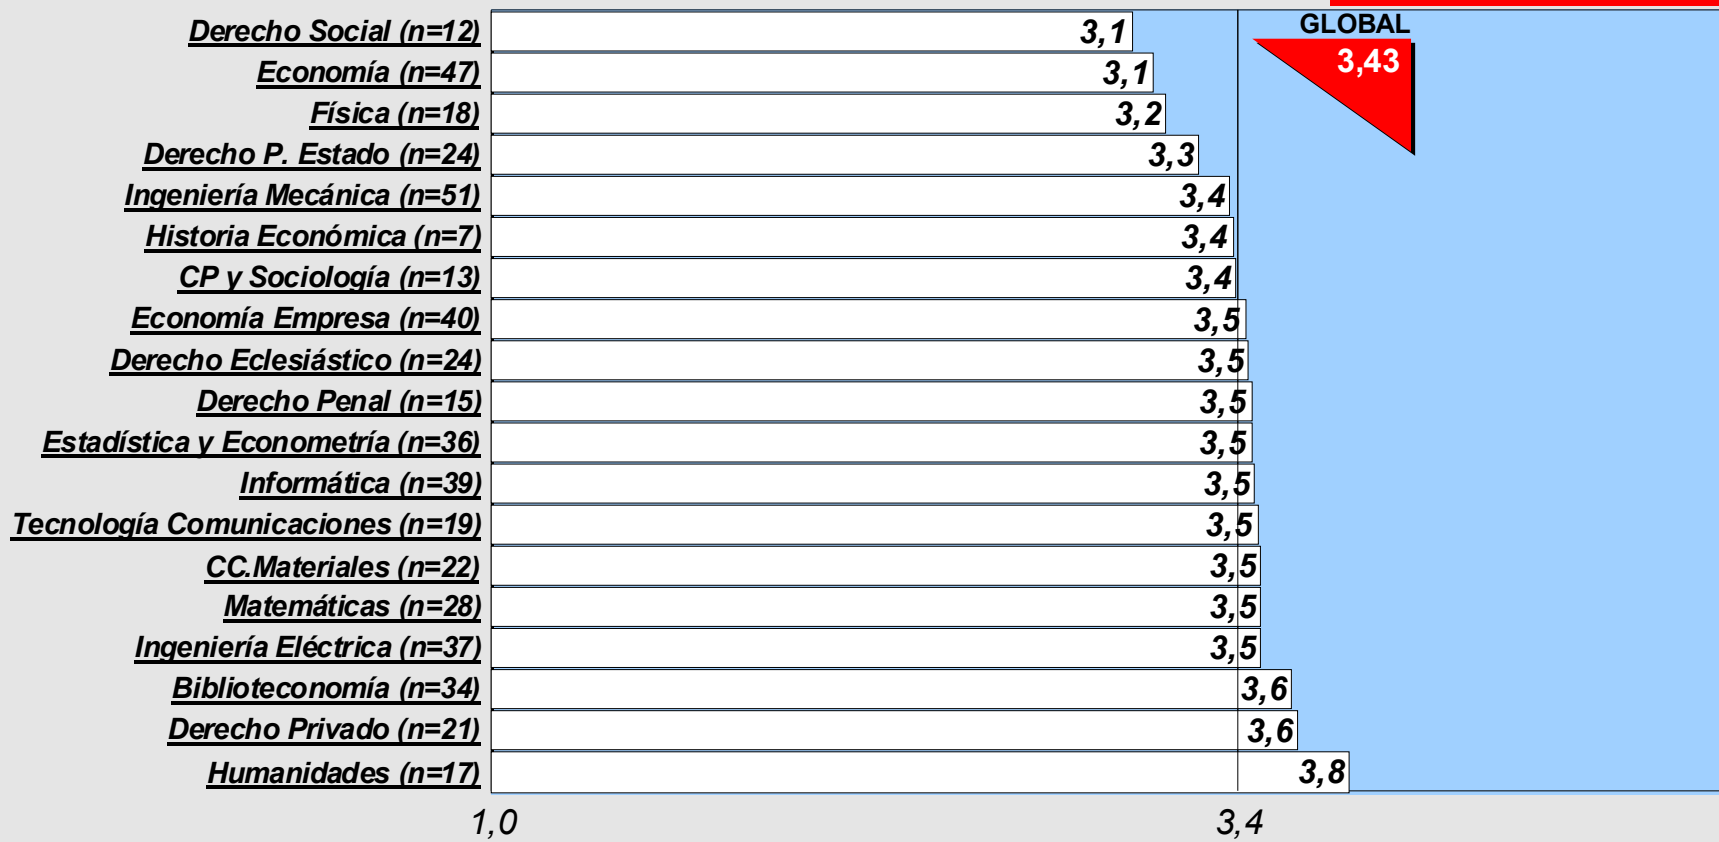 GLOBAL
3,43
Derecho Social (n=12) 3,1
Economía (n=47) 3,1
Física (n=18) 3,2
Derecho P. Estado (n=24) 3,3
Ingeniería Mecánica (n=51) 3,4
Historia Económica (n=7) 3,4
CP y Sociología (n=13) 3,4
Economía Empresa (n=40) 3,5
Derecho Eclesiástico (n=24) 3,5
Derecho Penal (n=15) 3,5
Estadística y Econometría (n=36) 3,5
Informática (n=39) 3,5
Tecnología Comunicaciones (n=19) 3,5
CC.Materiales (n=22) 3,5
Matemáticas (n=28) 3,5
Ingeniería Eléctrica (n=37) 3,5
Biblioteconomía (n=34) 3,6
Derecho Privado (n=21) 3,6
Humanidades (n=17) 3,8
1,0 3,4